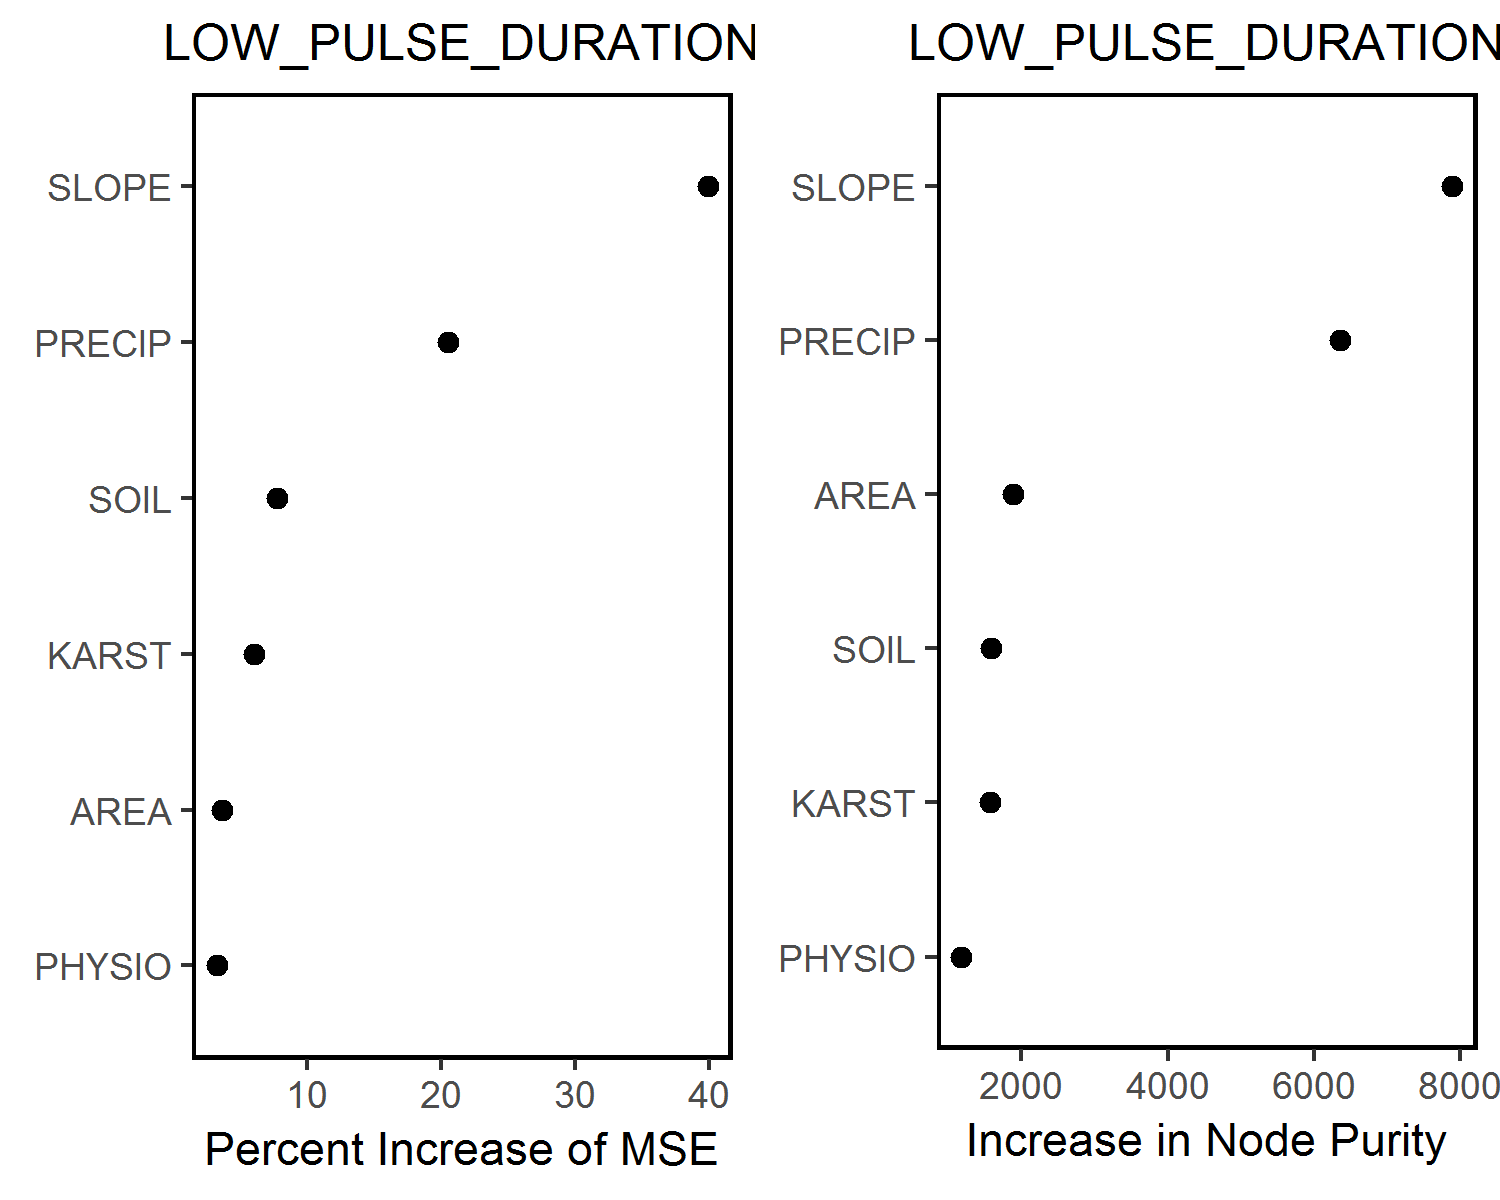 LOW_PULSE_DURATION
SLOPE
PRECIP
SOIL
KARST
AREA
PHYSIO
10 20 30 40
Percent Increase of MSE
LOW_PULSE_DURATION
SLOPE
PRECIP
AREA
SOIL
KARST
PHYSIO
2000 4000 6000 8000
Increase in Node Purity